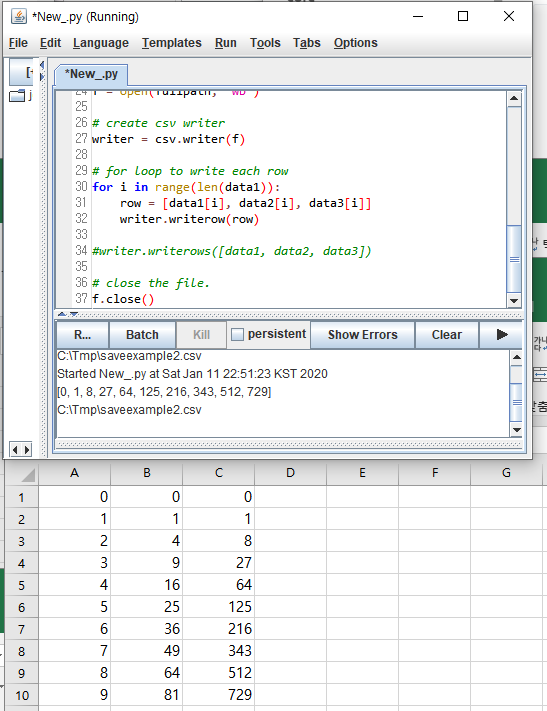 *New_.py (Running)
File Edit Language Templates Run Tools Tabs Options
*New_.py
24 f = open(fullpath, "wb")
25
26 # create csv writer
27 writer = csv.writer(f)
28
29 # for loop to write each row
30 for i in range(len(data1)):
31     row = [data1[i], data2[i], data3[i]]
32     writer.writerow(row)
33
34 #writer.writerows([data1, data2, data3])
35
36 # close the file.
37 f.close()
R... Batch Kill persistent Show Errors Clear
C:\Tmp\saveexample2.csv
Started New_.py at Sat Jan 11 22:51:23 KST 2020
[0, 1, 8, 27, 64, 125, 216, 343, 512, 729]
C:\Tmp\saveexample2.csv
A B C D E F G
1 0 0 0
2 1 1 1
3 2 4 8
4 3 9 27
5 4 16 64
6 5 25 125
7 6 36 216
8 7 49 343
9 8 64 512
10 9 81 729